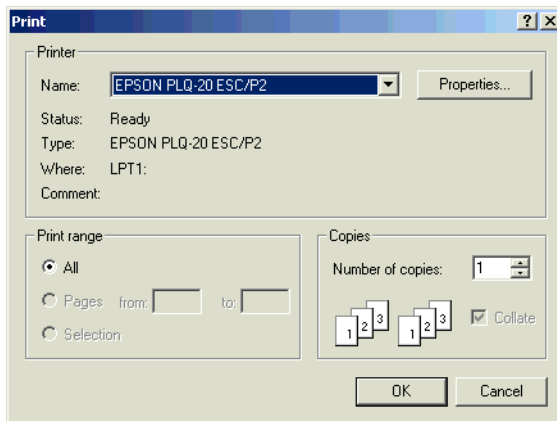 Print
Printer
Name: EPSON PLQ-20 ESC/P2 Properties...
Status: Ready
Type: EPSON PLQ-20 ESC/P2
Where: LPT1:
Comment:
Print range
All
Pages from: to:
Selection
Copies
Number of copies: 1
1 2 3 1 2 3 Collate
OK Cancel